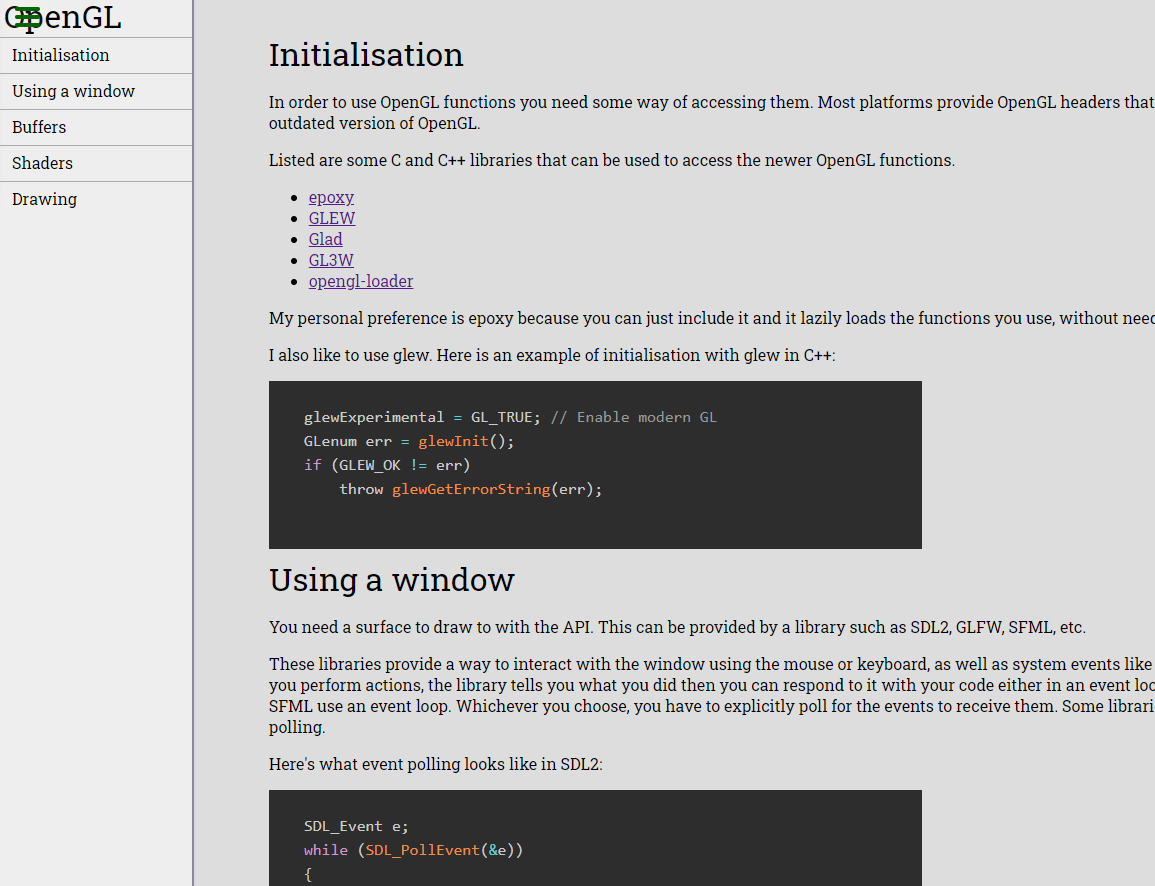 OpenGL
Initialisation
Using a window
Buffers
Shaders
Drawing
Initialisation
In order to use OpenGL functions you need some way of accessing them. Most platforms provide OpenGL headers that
outdated version of OpenGL.
Listed are some C and C++ libraries that can be used to access the newer OpenGL functions.
epoxy
GLEW
Glad
GL3W
opengl-loader
My personal preference is epoxy because you can just include it and it lazily loads the functions you use, without
I also like to use glew. Here is an example of initialisation with glew in C++:
glewExperimental = GL_TRUE; // Enable modern GL
GLenum err = glewInit();
if (GLEW_OK != err)
    throw glewGetErrorString(err);
Using a window
You need a surface to draw to with the API. This can be provided by a library such as SDL2, GLFW, SFML, etc.
These libraries provide a way to interact with the window using the mouse or keyboard, as well as system events like
you perform actions, the library tells you what you did then you can respond to it with your code either in an event
SFML use an event loop. Whichever you choose, you have to explicitly poll for the events to receive them. Some
polling.
Here's what event polling looks like in SDL2:
SDL_Event e;
while (SDL_PollEvent(&e))
{